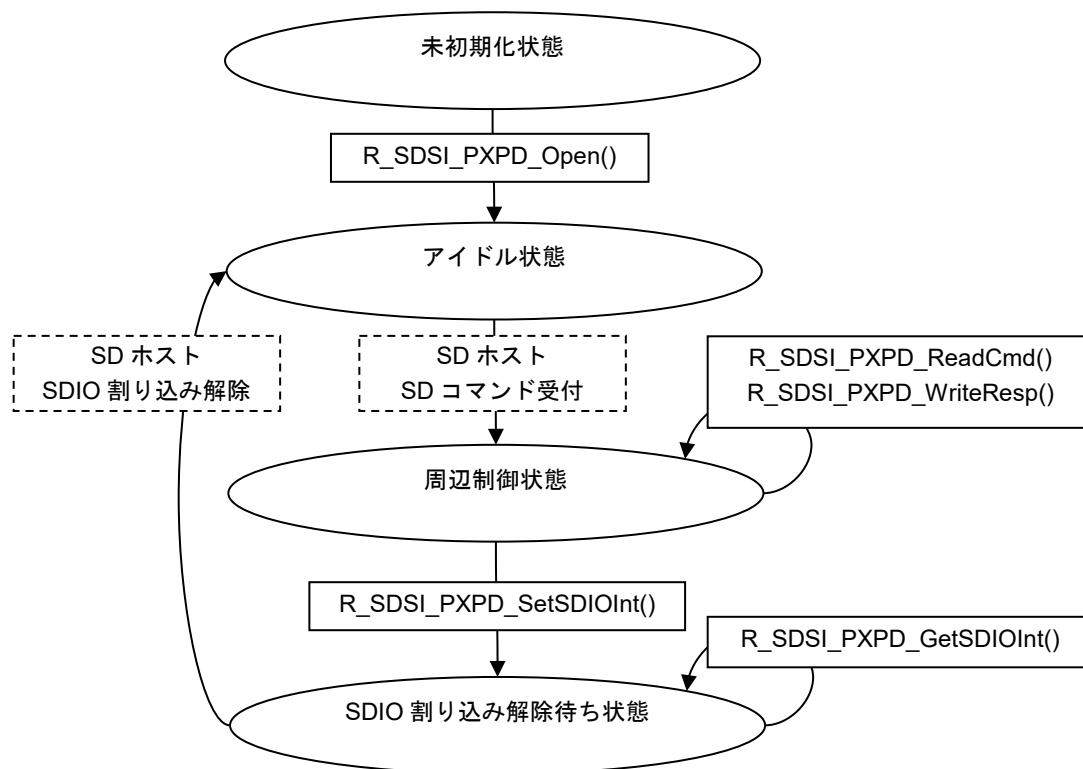 未初期化状態
R_SDSI_PXPD_Open()
アイドル状態
SD ホスト
SDIO 割り込み解除
SD ホスト
SD コマンド受付
R_SDSI_PXPD_ReadCmd()
R_SDSI_PXPD_WriteResp()
周辺制御状態
R_SDSI_PXPD_SetSDIOInt()
R_SDSI_PXPD_GetSDIOInt()
SDIO 割り込み解除待ち状態